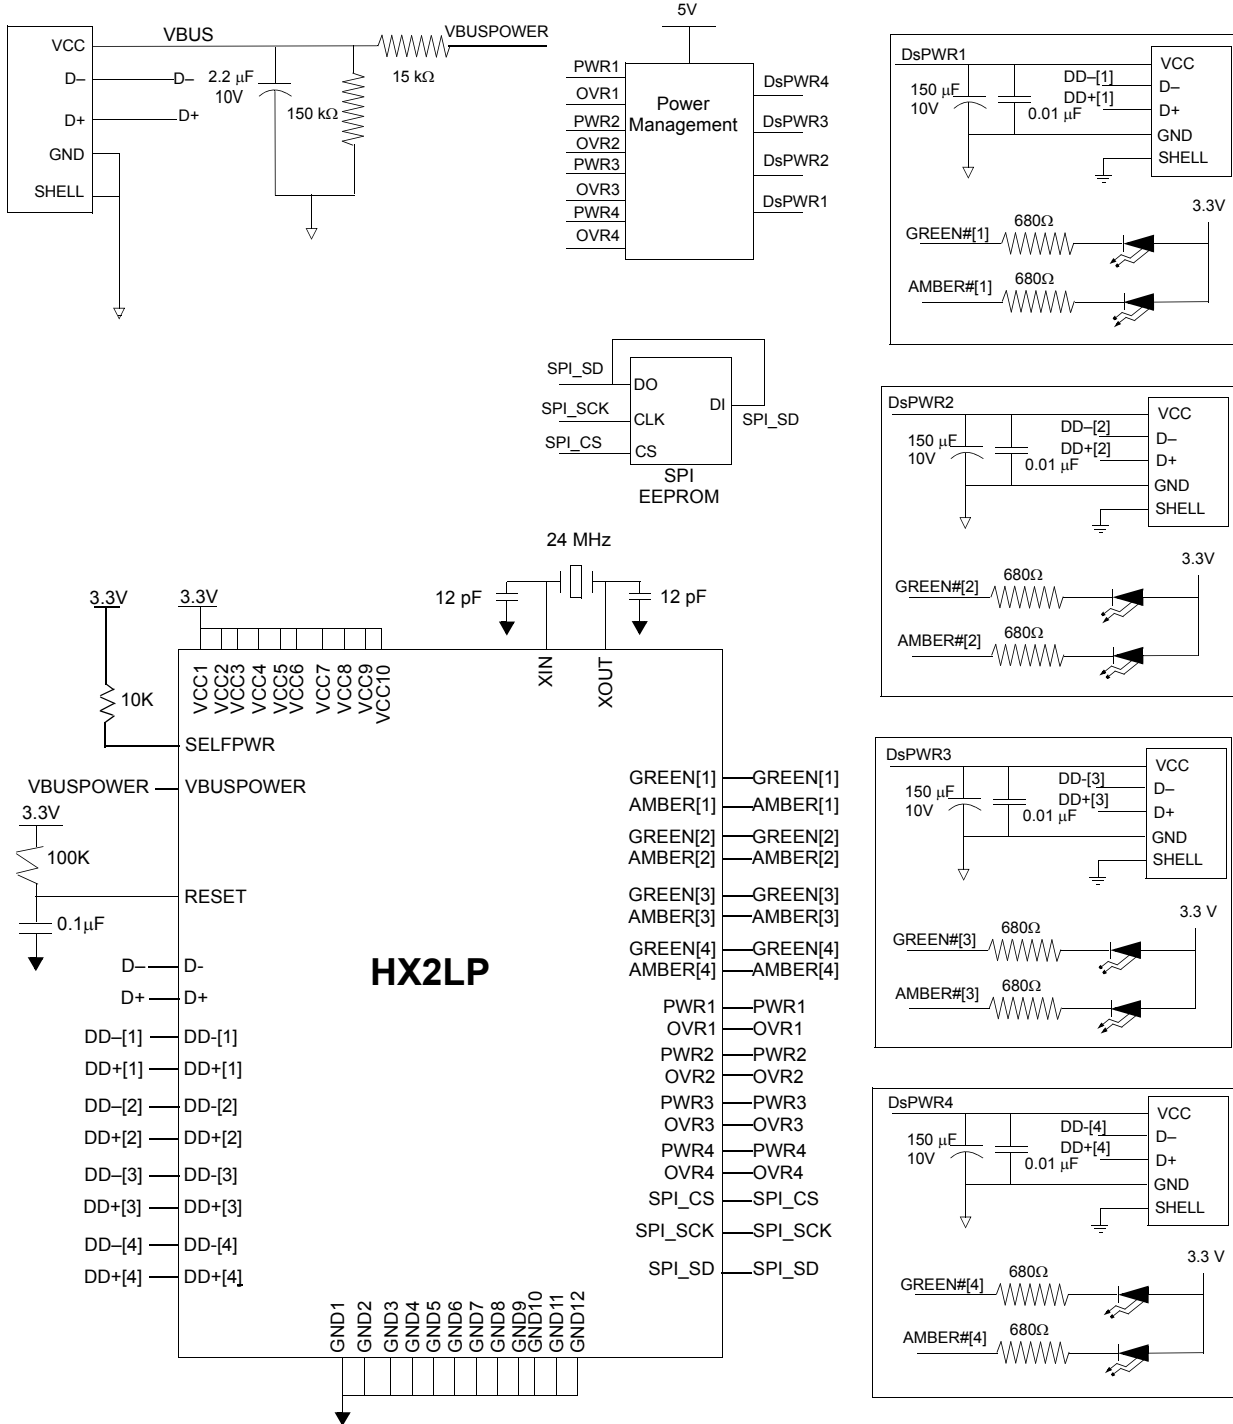 VCC
VBUS
VBUSPOWER
D–
D–
2.2 μF
10V
15 kΩ
D+
D+
150 kΩ
GND
SHELL
5V
PWR1
OVR1
PWR2
OVR2
PWR3
OVR3
PWR4
OVR4
Power
Management
DsPWR4
DsPWR3
DsPWR2
DsPWR1
SPI_SD
SPI_SCK
SPI_CS
DO
CLK
CS
DI
SPI_SD
SPI
EEPROM
DsPWR1
150 μF
10V
0.01 μF
DD–[1]
DD+[1]
VCC
D–
D+
GND
SHELL
3.3V
GREEN#[1]
680Ω
AMBER#[1]
680Ω
DsPWR2
150 μF
10V
0.01 μF
DD–[2]
DD+[2]
VCC
D–
D+
GND
SHELL
3.3V
GREEN#[2]
680Ω
AMBER#[2]
680Ω
DsPWR3
150 μF
10V
0.01 μF
DD-[3]
DD+[3]
VCC
D–
D+
GND
SHELL
3.3 V
GREEN#[3]
680Ω
AMBER#[3]
680Ω
DsPWR4
150 μF
10V
0.01 μF
DD-[4]
DD+[4]
VCC
D–
D+
GND
SHELL
3.3 V
GREEN#[4]
680Ω
AMBER#[4]
680Ω
24 MHz
12 pF
12 pF
3.3V
3.3V
10K
VCC1
VCC2
VCC3
VCC4
VCC5
VCC6
VCC7
VCC8
VCC9
VCC10
XIN
XOUT
SELFPWR
VBUSPOWER
VBUSPOWER
3.3V
100K
RESET
0.1μF
HX2LP
D–
D-
D+
D+
DD–[1]
DD-[1]
DD+[1]
DD+[1]
DD–[2]
DD-[2]
DD+[2]
DD+[2]
DD–[3]
DD-[3]
DD+[3]
DD+[3]
DD–[4]
DD-[4]
DD+[4]
DD+[4]
GREEN[1]
GREEN[1]
AMBER[1]
AMBER[1]
GREEN[2]
GREEN[2]
AMBER[2]
AMBER[2]
GREEN[3]
GREEN[3]
AMBER[3]
AMBER[3]
GREEN[4]
GREEN[4]
AMBER[4]
AMBER[4]
PWR1
PWR1
OVR1
OVR1
PWR2
PWR2
OVR2
OVR2
PWR3
PWR3
OVR3
OVR3
PWR4
PWR4
OVR4
OVR4
SPI_CS
SPI_CS
SPI_SCK
SPI_SCK
SPI_SD
SPI_SD
GND1
GND2
GND3
GND4
GND5
GND6
GND7
GND8
GND9
GND10
GND11
GND12